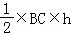 1/2 × BC × h